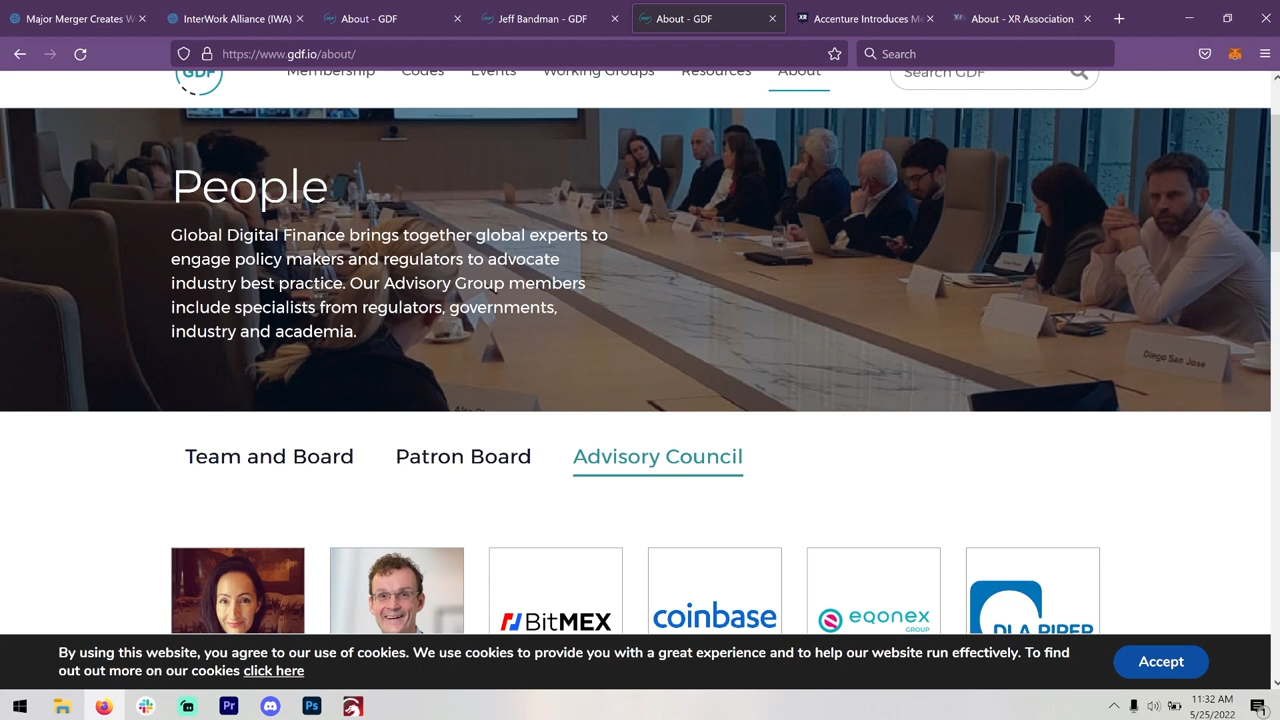 Major Merger Creates W
InterWork Alliance (IWA)
About - GDF
Jeff Bandman - GDF
About - GDF
Accenture Introduces Me
About - XR Association
https://www.gdf.io/about/
Search
GDF
Membership
Codes
Events
Working Groups
Resources
About
Search GDF
People
Global Digital Finance brings together global experts to
engage policy makers and regulators to advocate
industry best practice. Our Advisory Group members
include specialists from regulators, governments,
industry and academia.
Diego San Jose
Team and Board
Patron Board
Advisory Council
BitMEX
coinbase
eqonex
GROUP
DLA PIPER
By using this website, you agree to our use of cookies. We use cookies to provide you with a great experience and to help our website run effectively. To find
out out more on our cookies click here
Accept
11:32 AM
5/25/2022